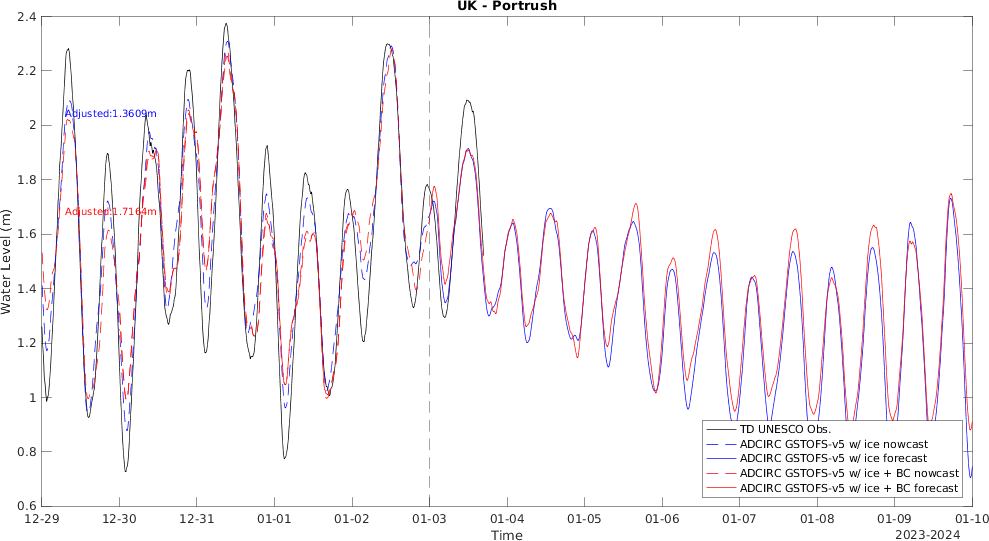 UK - Portrush
2.4
2.2
2
1.8
1.6
1.4
1.2
1
0.8
0.6
Water Level (m)
Adjusted:1.3609m
Adjusted:1.7164m
TD UNESCO Obs.
ADCIRC GSTOFS-v5 w/ ice nowcast
ADCIRC GSTOFS-v5 w/ ice forecast
ADCIRC GSTOFS-v5 w/ ice + BC nowcast
ADCIRC GSTOFS-v5 w/ ice + BC forecast
12-29 12-30 12-31 01-01 01-02 01-03 01-04 01-05 01-06 01-07 01-08 01-09 01-10
Time
2023-2024